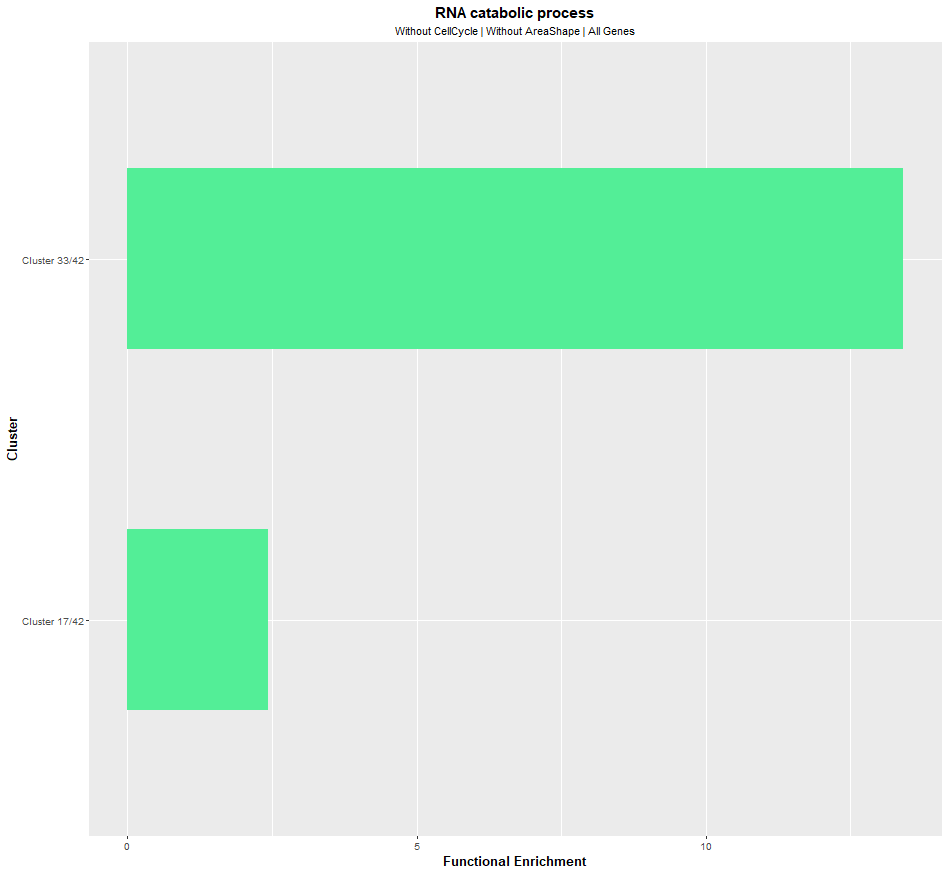 RNA catabolic process
Without CellCycle | Without AreaShape | All Genes
Cluster 33/42
Cluster
Cluster 17/42
0 5 10
Functional Enrichment